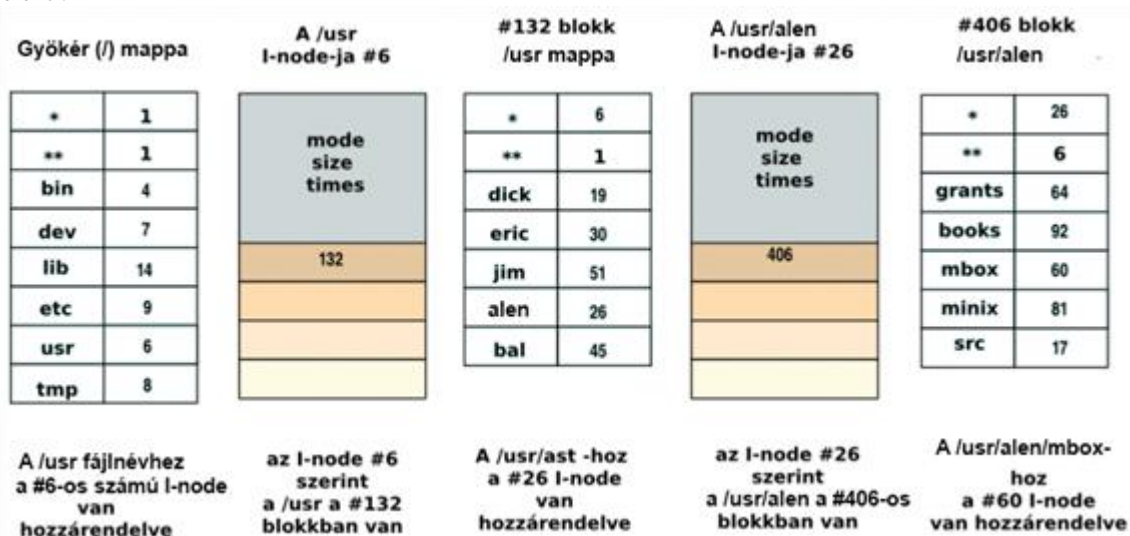 Gyökér (/) mappa
* 1
** 1
bin 4
dev 7
lib 14
etc 9
usr 6
tmp 8
A /usr fájlnévhez
a #6-os számú I-node
van
hozzárendelve
A /usr
I-node-ja #6
mode
size
times
132
az I-node #6
szerint
a /usr a #132
blokkban van
#132 blokk
/usr mappa
* 6
** 1
dick 19
eric 30
jim 51
alen 26
bal 45
A /usr/ast -hoz
a #26 I-node
van
hozzárendelve
A /usr/alen
I-node-ja #26
mode
size
times
406
az I-node #26
szerint
a /usr/alen a #406-os
blokkban van
#406 blokk
/usr/alen
* 26
** 6
grants 64
books 92
mbox 60
minix 81
src 17
A /usr/alen/mbox-
hoz
a #60 I-node
van hozzárendelve